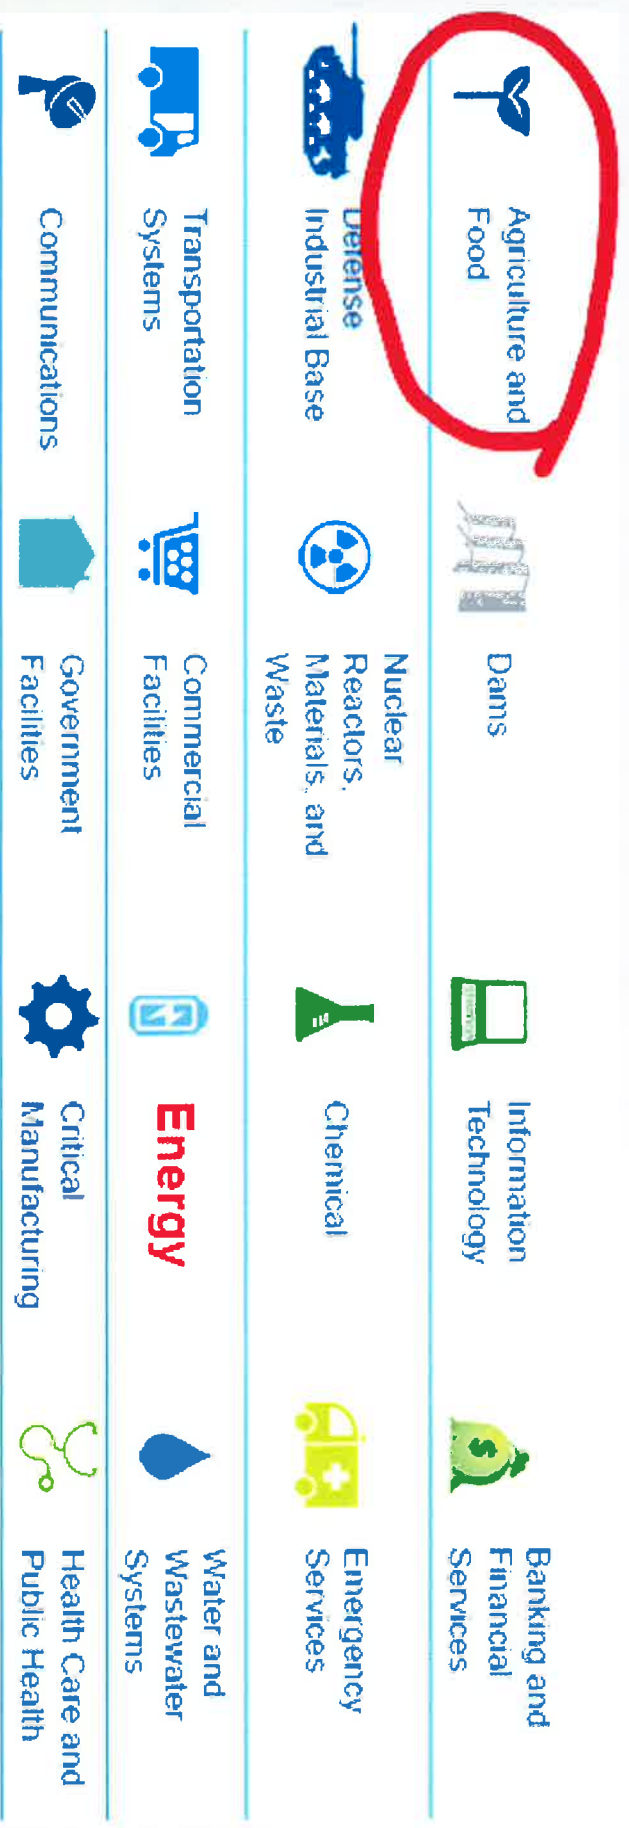 Agriculture and
Food
Dams
Information
Technology
Banking and
Financial
Services
Defense
Industrial Base
Nuclear
Reactors,
Materials, and
Waste
Chemical
Emergency
Services
Transportation
Systems
Commercial
Facilities
Energy
Water and
Wastewater
Systems
Communications
Government
Facilities
Critical
Manufacturing
Health Care and
Public Health